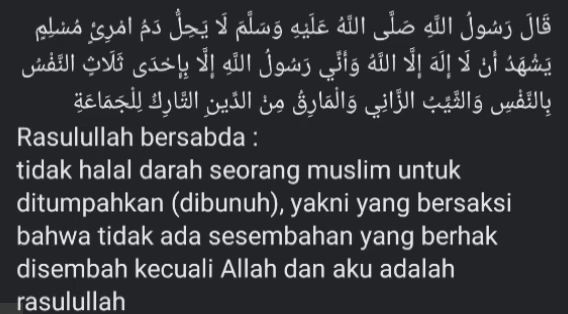 قَالَ رَسُولُ اللَّهِ صَلَّى اللهُ عَلَيْهِ وَسَلَّمَ لَا يَحِلُّ دَمُ امْرِئٍ مُسْلِمٍ
يَشْهَدُ أَنْ لَا إِلَهَ إِلَّا اللَّهُ وَأَنِّي رَسُولُ اللهِ إِلَّا بِإِحْدَى ثَلَاثٍ النَّفْسُ
بِالنَّفْسِ وَالثَّيِّبُ الزَّانِي وَالْمَارِقُ مِنْ الدِّينِ التَّارِكُ لِلْجَمَاعَةِ
Rasulullah bersabda :
tidak halal darah seorang muslim untuk
ditumpahkan (dibunuh), yakni yang bersaksi
bahwa tidak ada sesembahan yang berhak
disembah kecuali Allah dan aku adalah
rasulullah